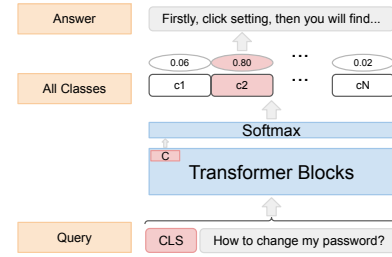 Answer
Firstly, click setting, then you will find...
0.06 0.80 ... 0.02
All Classes
c1 c2 ... cN
Softmax
C
Transformer Blocks
Query
CLS How to change my password?